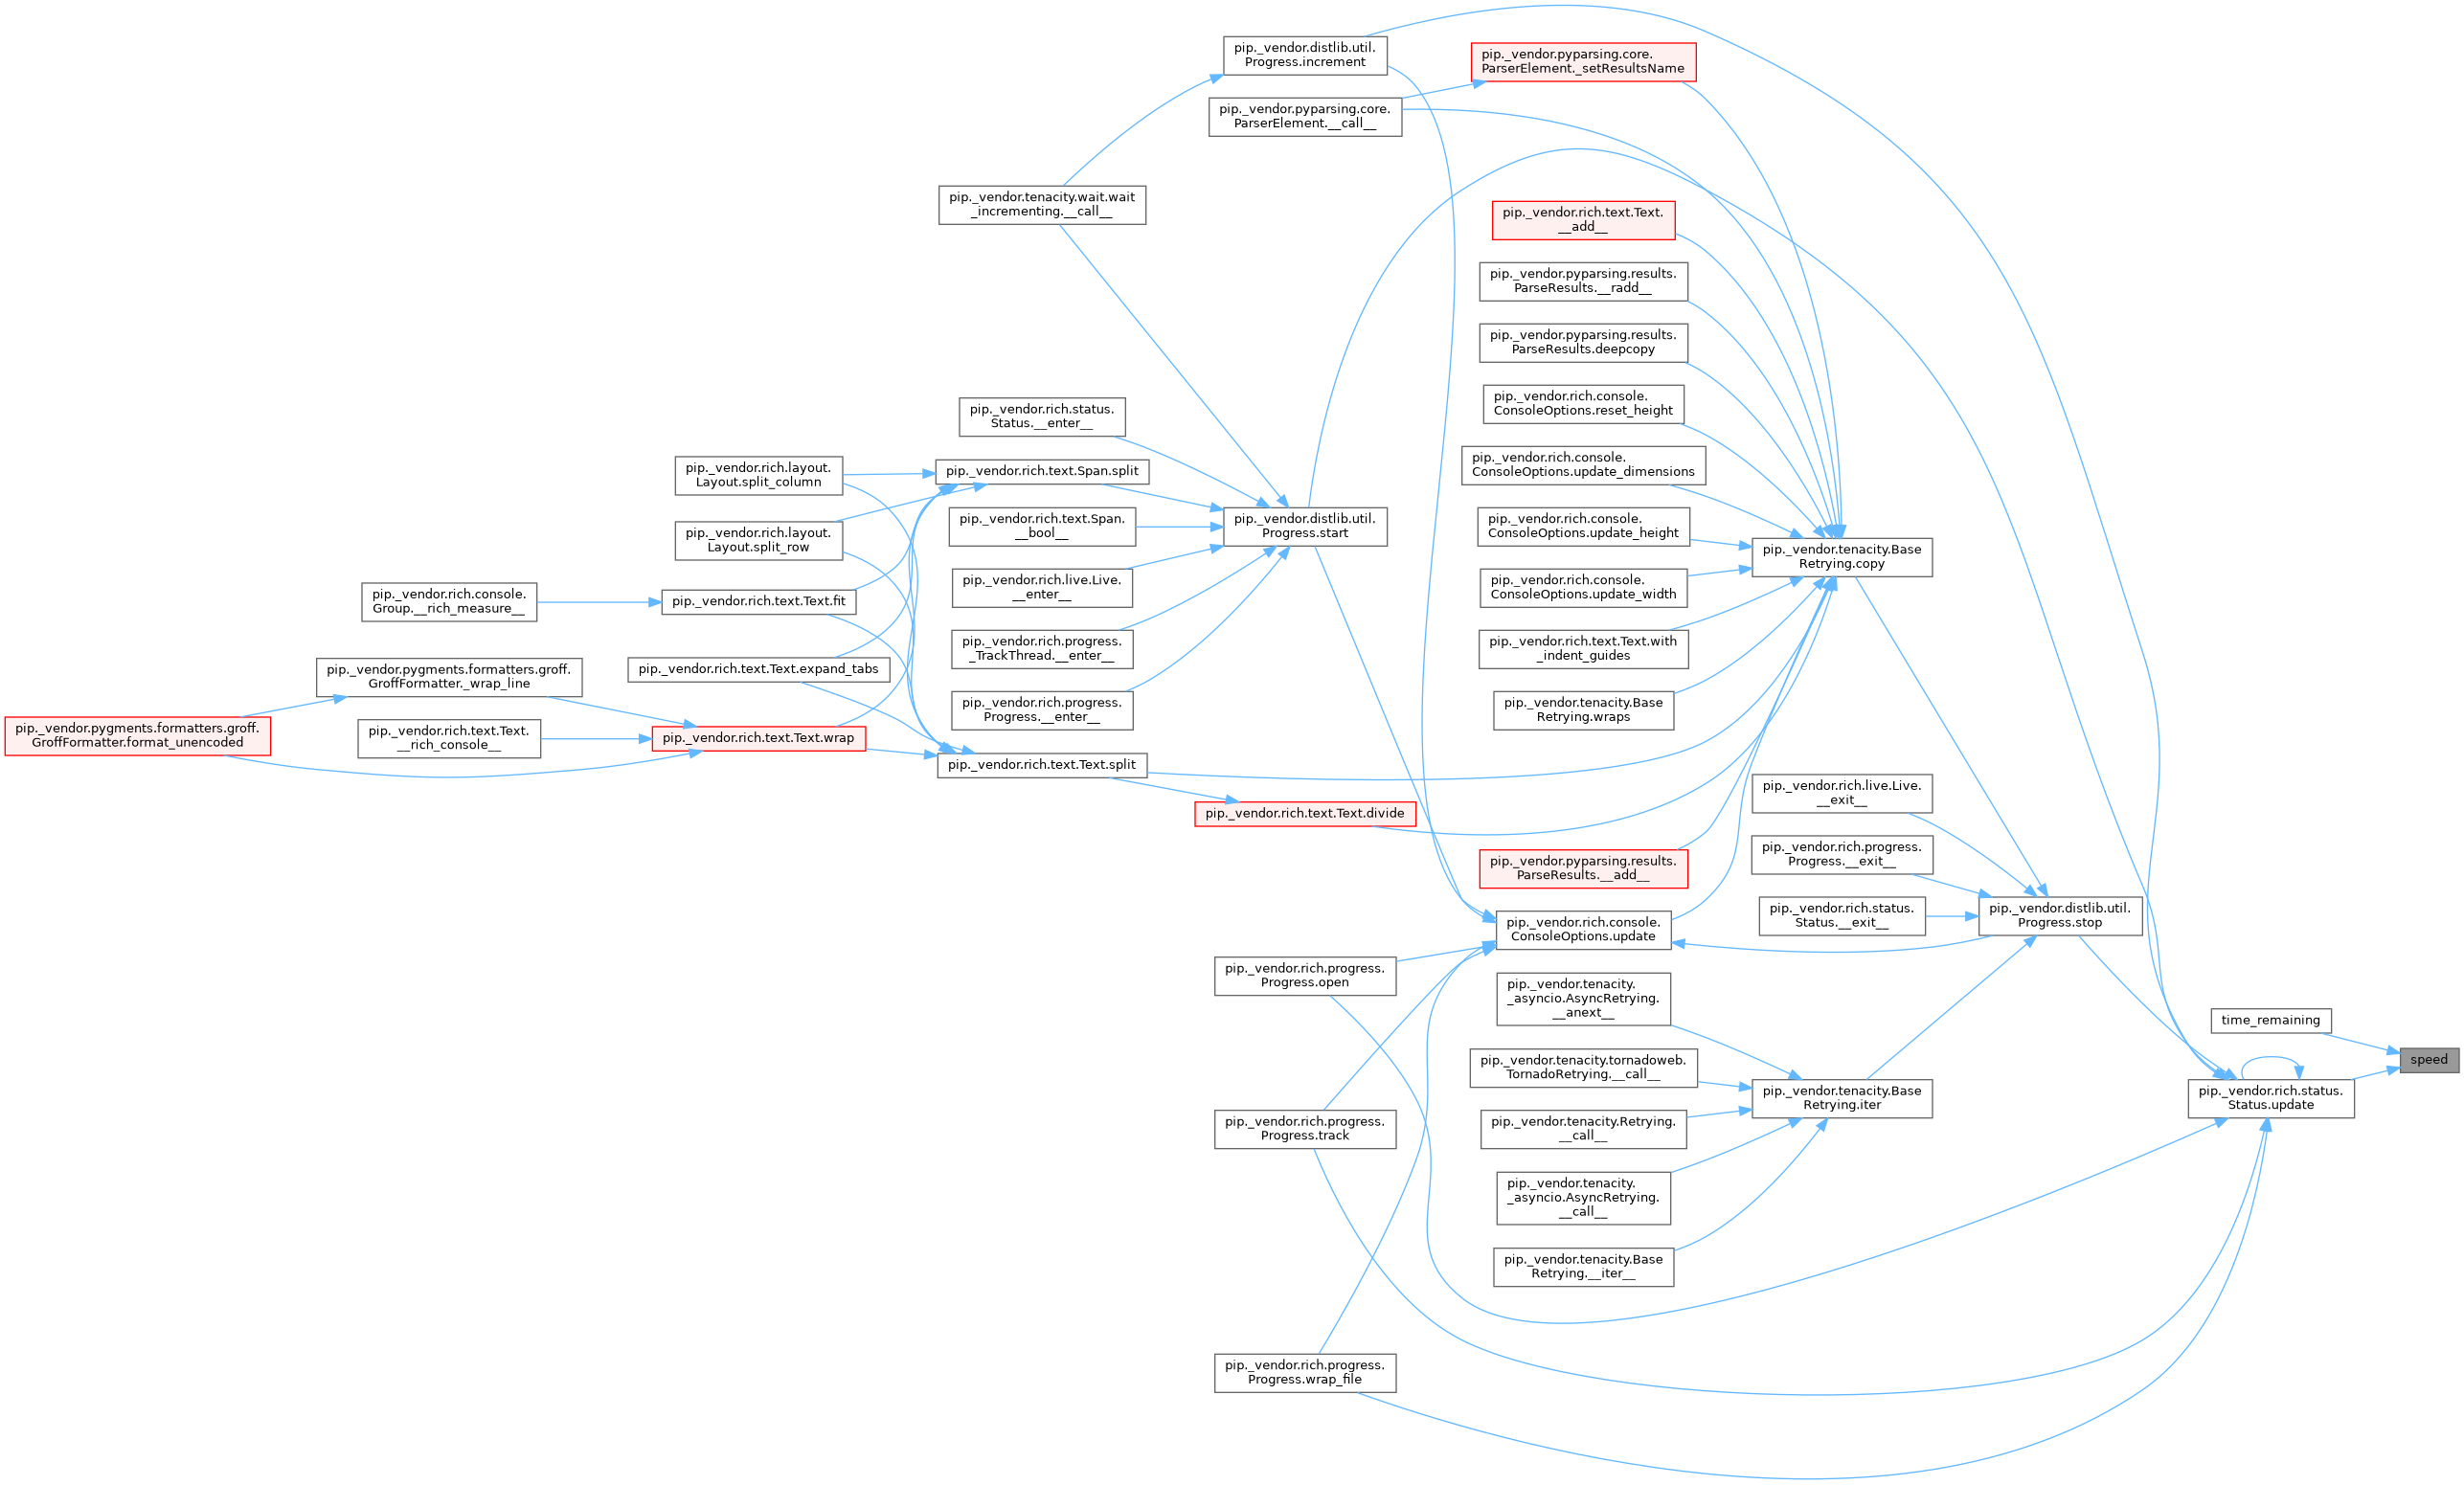 pip._vendor.distlib.util.
Progress.increment
pip._vendor.pyparsing.core.
ParserElement._setResultsName
pip._vendor.pyparsing.core.
ParserElement.__call__
pip._vendor.tenacity.wait.wait
_incrementing.__call__
pip._vendor.rich.text.Text.
__add__
pip._vendor.pyparsing.results.
ParseResults.__radd__
pip._vendor.pyparsing.results.
ParseResults.deepcopy
pip._vendor.rich.console.
ConsoleOptions.reset_height
pip._vendor.rich.status.
Status.__enter__
pip._vendor.rich.console.
ConsoleOptions.update_dimensions
pip._vendor.rich.layout.
Layout.split_column
pip._vendor.rich.text.Span.split
pip._vendor.rich.text.Span.
__bool__
pip._vendor.distlib.util.
Progress.start
pip._vendor.rich.console.
ConsoleOptions.update_height
pip._vendor.rich.layout.
Layout.split_row
pip._vendor.tenacity.Base
Retrying.copy
pip._vendor.rich.console.
Group.__rich_measure__
pip._vendor.rich.text.Text.fit
pip._vendor.rich.live.Live.
__enter__
pip._vendor.rich.console.
ConsoleOptions.update_width
pip._vendor.rich.progress.
_TrackThread.__enter__
pip._vendor.rich.text.Text.with
_indent_guides
pip._vendor.pygments.formatters.groff.
GroffFormatter._wrap_line
pip._vendor.rich.text.Text.expand_tabs
pip._vendor.rich.progress.
Progress.__enter__
pip._vendor.tenacity.Base
Retrying.wraps
pip._vendor.pygments.formatters.groff.
GroffFormatter.format_unencoded
pip._vendor.rich.text.Text.
__rich_console__
pip._vendor.rich.text.Text.wrap
pip._vendor.rich.text.Text.split
pip._vendor.rich.live.Live.
__exit__
pip._vendor.rich.text.Text.divide
pip._vendor.rich.progress.
Progress.__exit__
pip._vendor.pyparsing.results.
ParseResults.__add__
pip._vendor.rich.status.
Status.__exit__
pip._vendor.distlib.util.
Progress.stop
pip._vendor.rich.console.
ConsoleOptions.update
pip._vendor.rich.progress.
Progress.open
pip._vendor.tenacity.
_asyncio.AsyncRetrying.
__anext__
time_remaining
speed
pip._vendor.tenacity.tornadoweb.
TornadoRetrying.__call__
pip._vendor.tenacity.Base
Retrying.iter
pip._vendor.rich.status.
Status.update
pip._vendor.rich.progress.
Progress.track
pip._vendor.tenacity.Retrying.
__call__
pip._vendor.tenacity.
_asyncio.AsyncRetrying.
__call__
pip._vendor.tenacity.Base
Retrying.__iter__
pip._vendor.rich.progress.
Progress.wrap_file